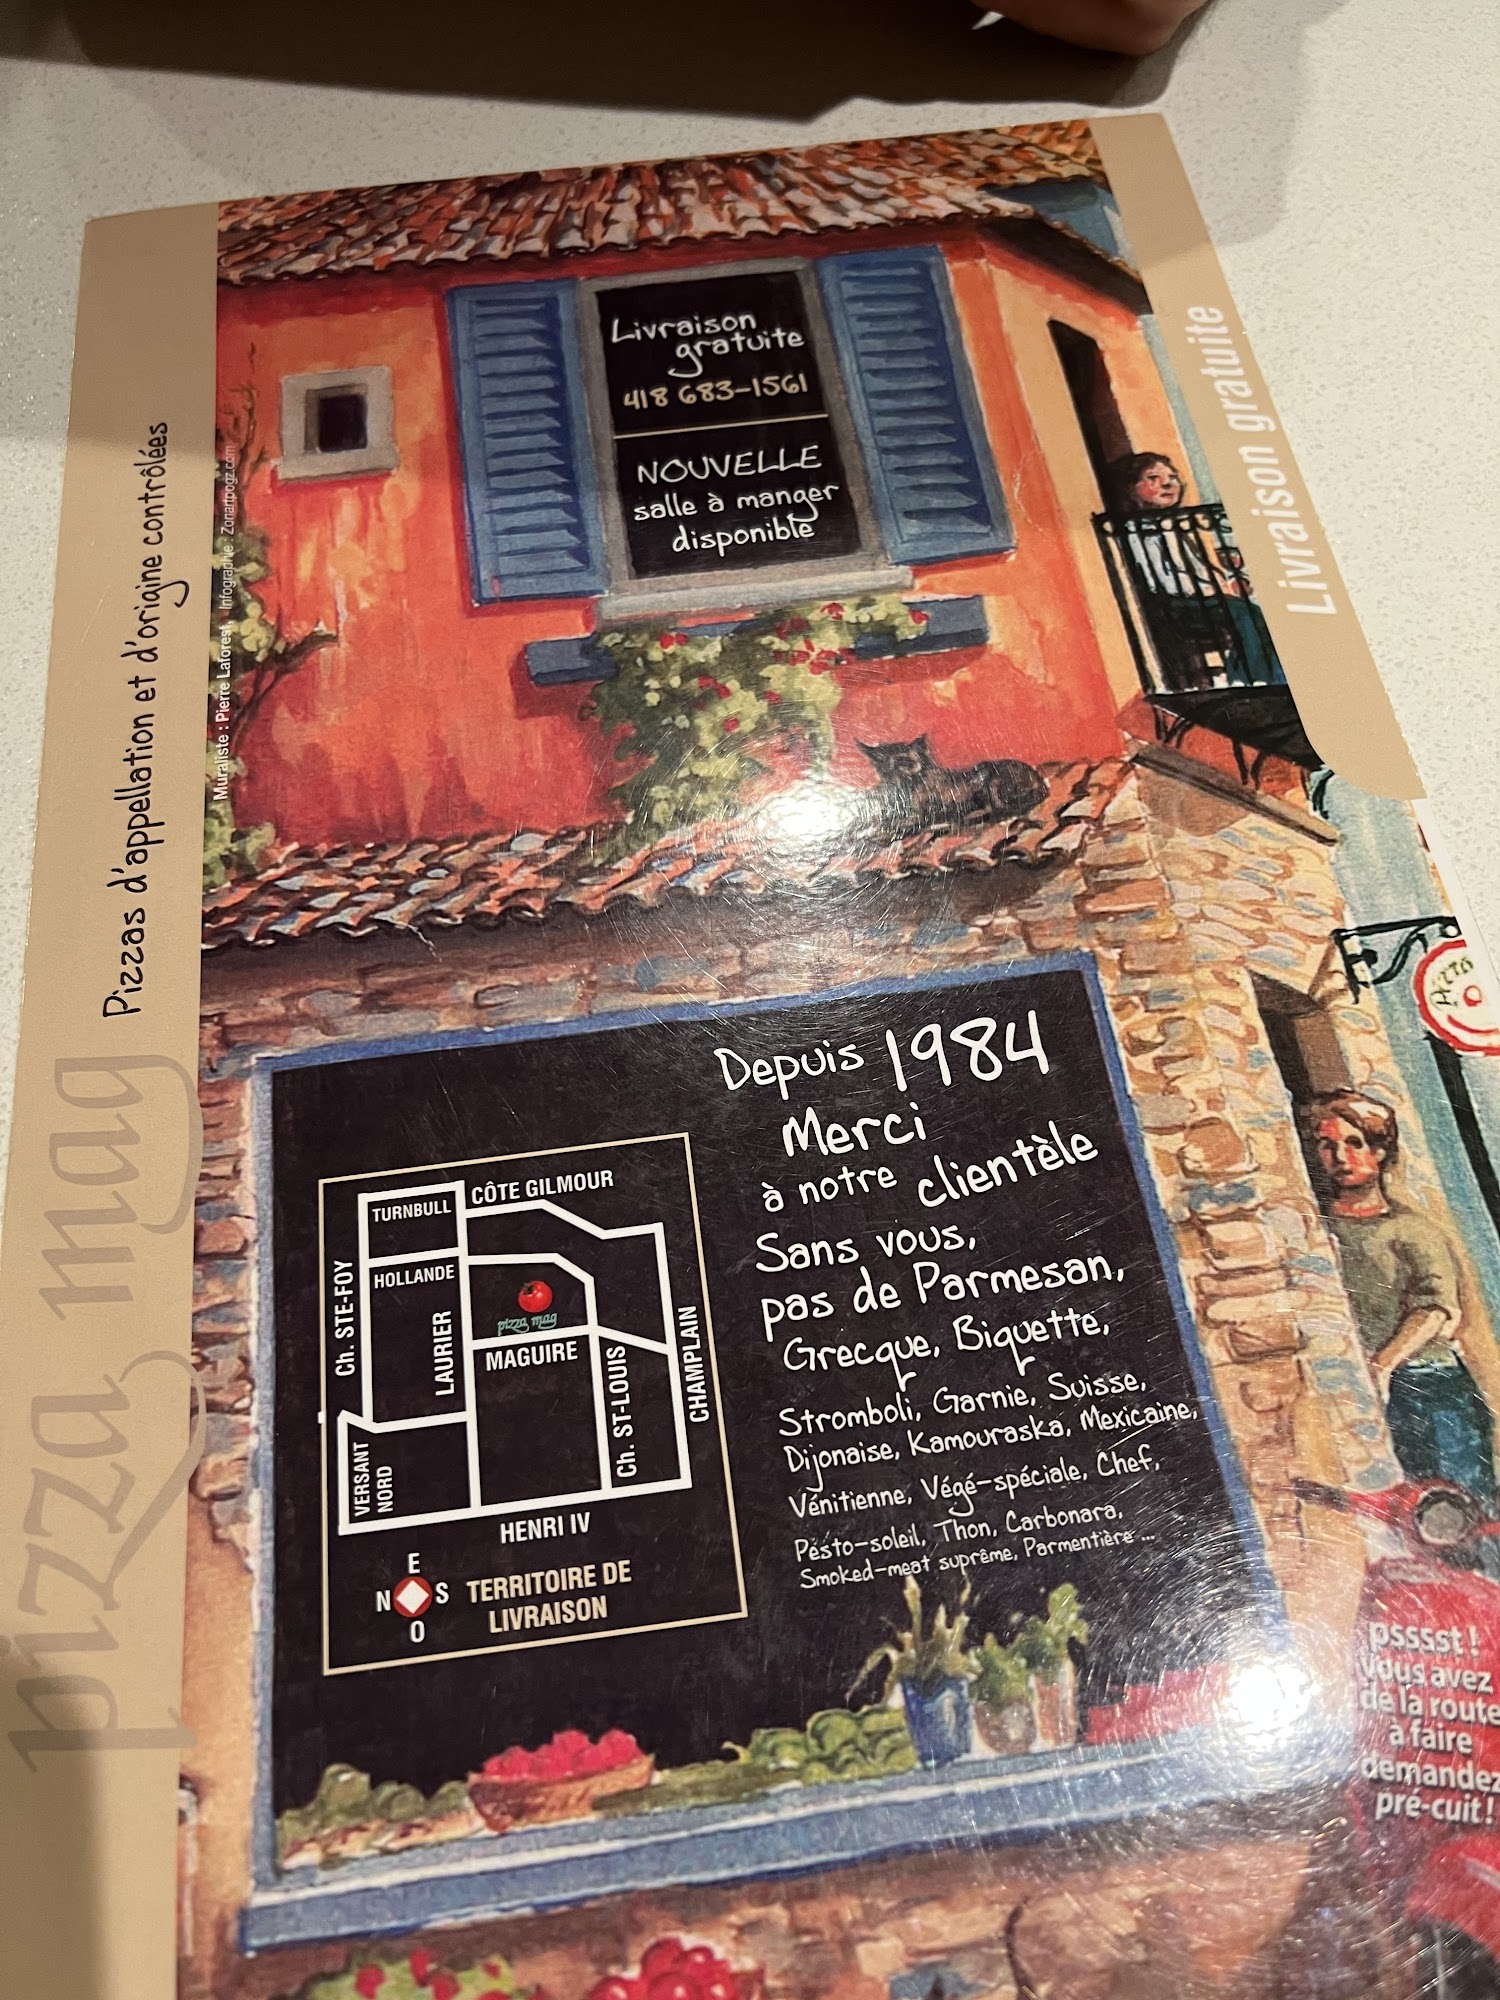 Livraison
gratuite
418 683-1561
NOUVELLE
salle à manger
disponible
Livraison gratuite
Pizzas d'appellation et d'origine contrôlées
pizza mag
Muraliste : Pierre Laforest, Infographie : Zonartpogz.com
Depuis 1984
Merci
à notre clientèle
Sans vous,
pas de Parmesan,
Grecque, Biquette,
Stromboli, Garnie, Suisse,
Dijonaise, Kamouraska, Mexicaine,
Vénitienne, Végé-spéciale, Chef,
Pésto-soleil, Thon, Carbonara,
Smoked-meat suprême, Parmentière ...
CÔTE GILMOUR
TURNBULL
HOLLANDE
Ch. STE-FOY
LAURIER
pizza mag
MAGUIRE
Ch. ST-LOUIS
CHAMPLAIN
VERSANT
NORD
HENRI IV
E
N S
O
TERRITOIRE DE
LIVRAISON
psssst !
Vous avez
de la route
à faire
demandez
pré-cuit !